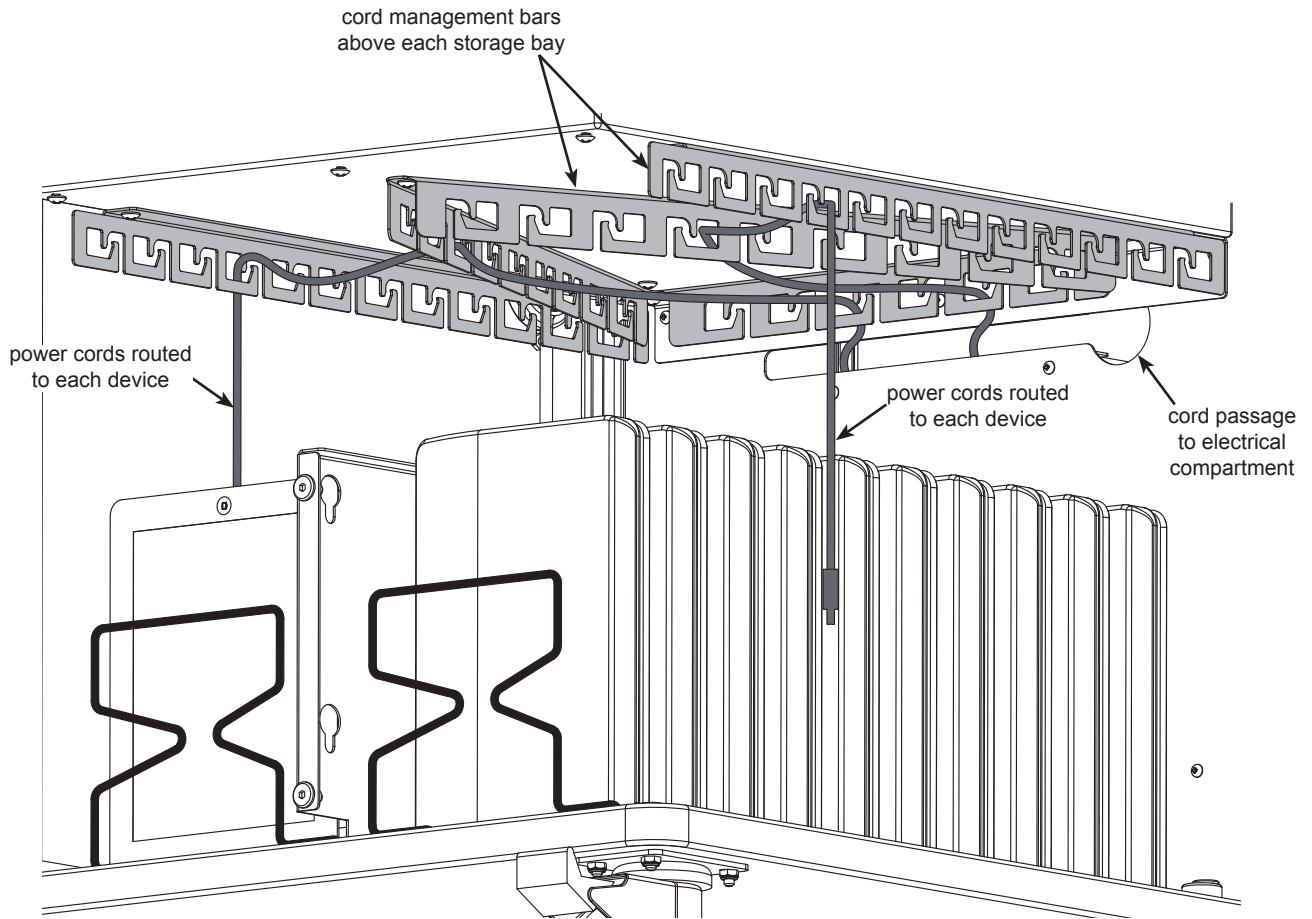 cord management bars
above each storage bay
power cords routed
to each device
power cords routed
to each device
cord passage
to electrical
compartment